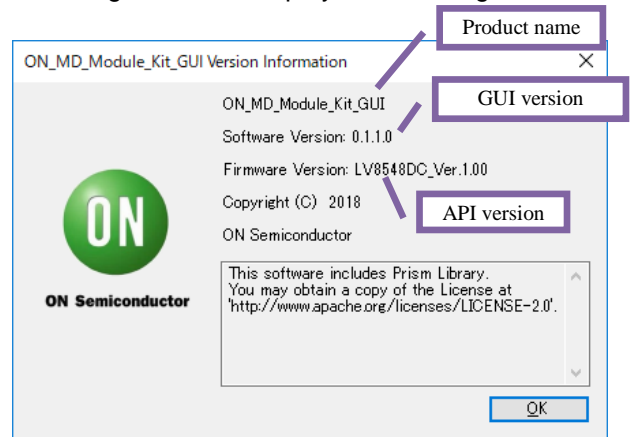 Product name
ON_MD_Module_Kit_GUI Version Information
ON_MD_Module_Kit_GUI
GUI version
Software Version: 0.1.1.0
Firmware Version: LV8548DC_Ver.1.00
Copyright (C) 2018
API version
ON Semiconductor
ON
ON Semiconductor
This software includes Prism Library.
You may obtain a copy of the License at
'http://www.apache.org/licenses/LICENSE-2.0'.
OK